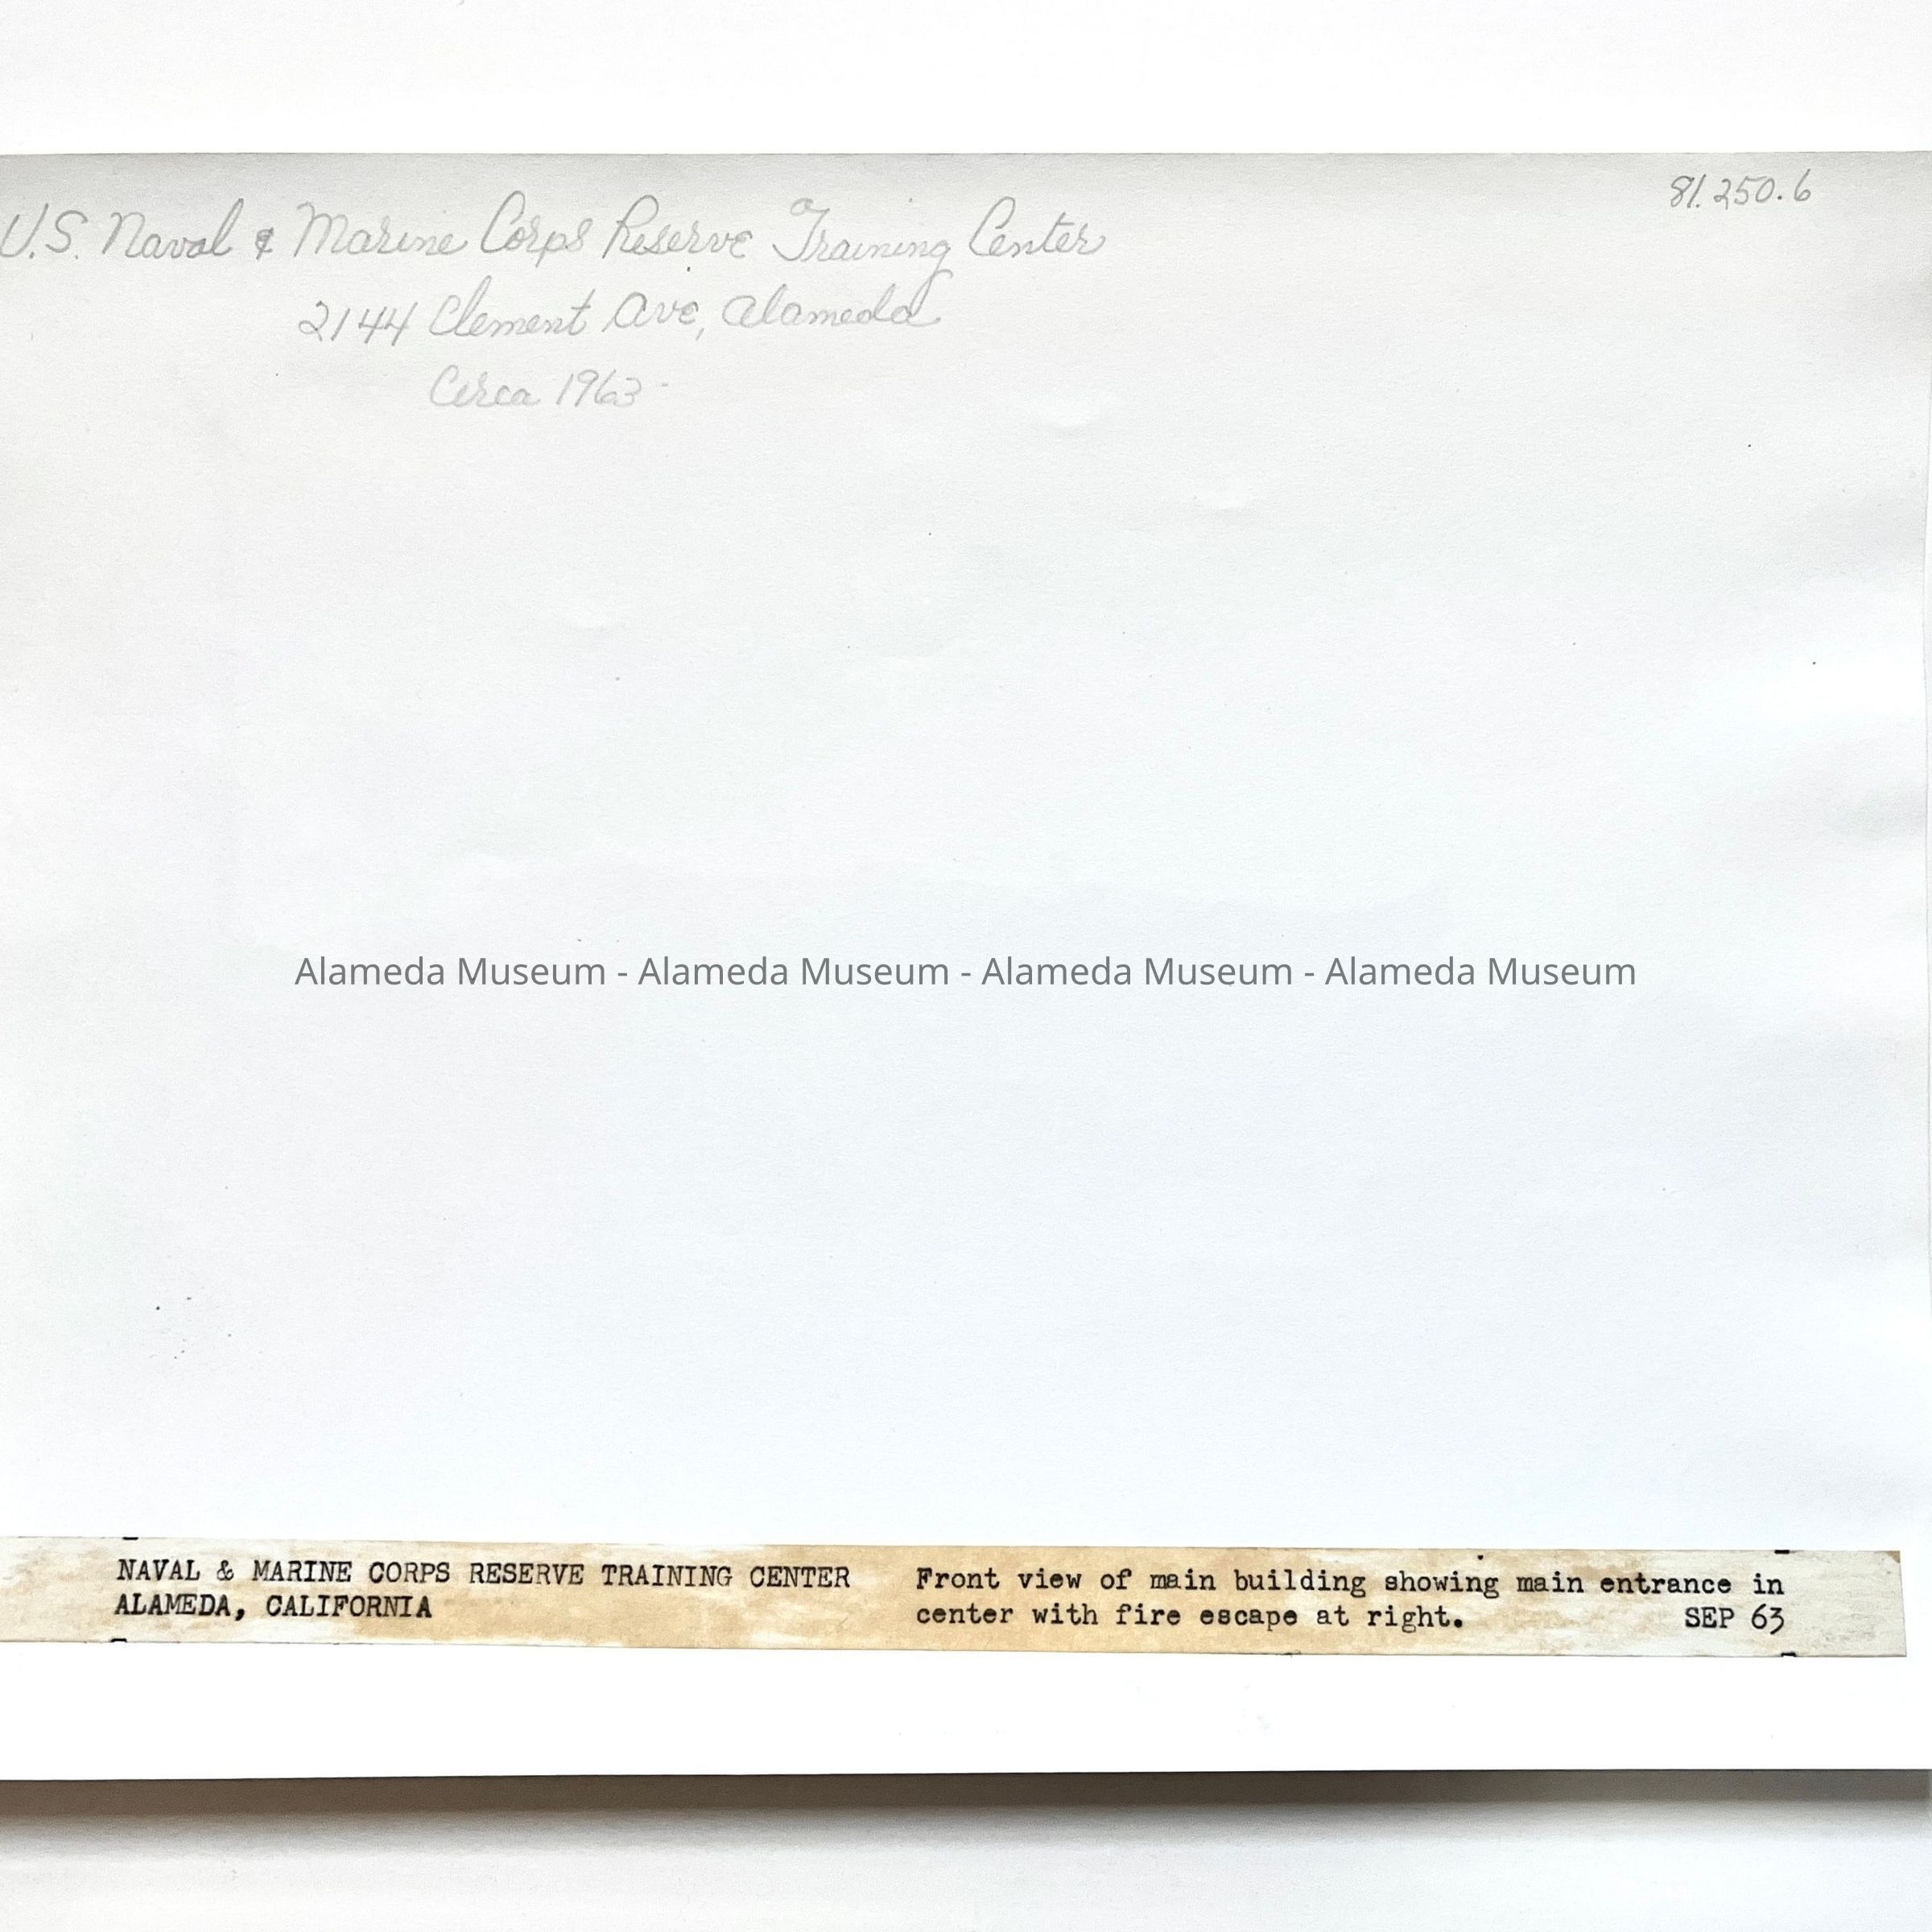 81.250.6
U.S. Naval & Marine Corps Reserve Training Center
2144 Clement Ave, Alameda
Circa 1963
Alameda Museum - Alameda Museum - Alameda Museum - Alameda Museum
NAVAL & MARINE CORPS RESERVE TRAINING CENTER
ALAMEDA, CALIFORNIA
Front view of main building showing main entrance in
center with fire escape at right. SEP 63